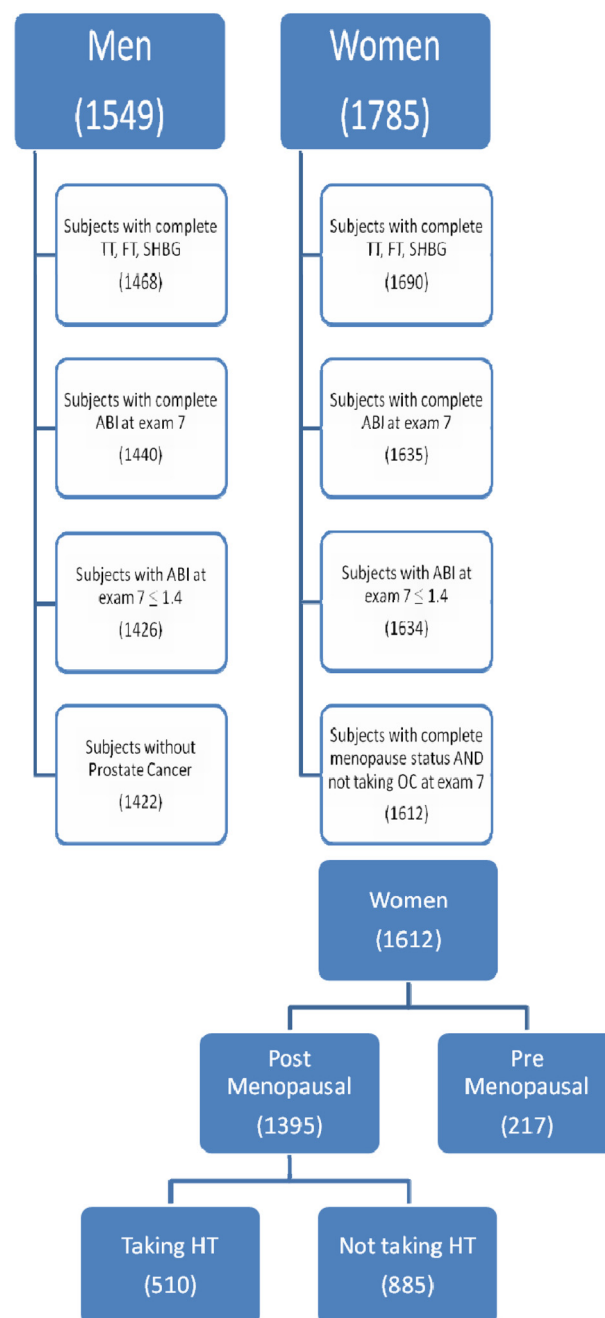 Men
(1549)
Subjects with complete
TT, FT, SHBG
(1468)
Subjects with complete
ABI at exam 7
(1440)
Subjects with ABI at
exam 7 ≤ 1.4
(1426)
Subjects without
Prostate Cancer
(1422)
Women
(1785)
Subjects with complete
TT, FT, SHBG
(1690)
Subjects with complete
ABI at exam 7
(1635)
Subjects with ABI at
exam 7 ≤ 1.4
(1634)
Subjects with complete
menopause status AND
not taking OC at exam 7
(1612)
Women
(1612)
Post
Menopausal
(1395)
Pre
Menopausal
(217)
Taking HT
(510)
Not taking HT
(885)